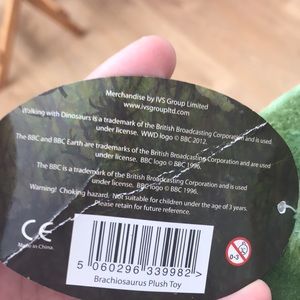 Merchandise by IVS Group Limited
www.ivsgroupltd.com
Walking with Dinosaurs is a trademark of the British Broadcasting Corporation and is used
under license. WWD logo © BBC 2012.
The BBC and BBC Earth are trademarks of the British Broadcasting Corporation and are used
under license. BBC logo © BBC 1996.
The BBC is a trademark of the British Broadcasting Corporation and is used
under license. BBC logo © BBC 1996.
Warning! Choking hazard. Not suitable for children under the age of 3 years.
Please retain for future reference.
CE
Made in China
0-3
5 060296 339982 >
Brachiosaurus Plush Toy